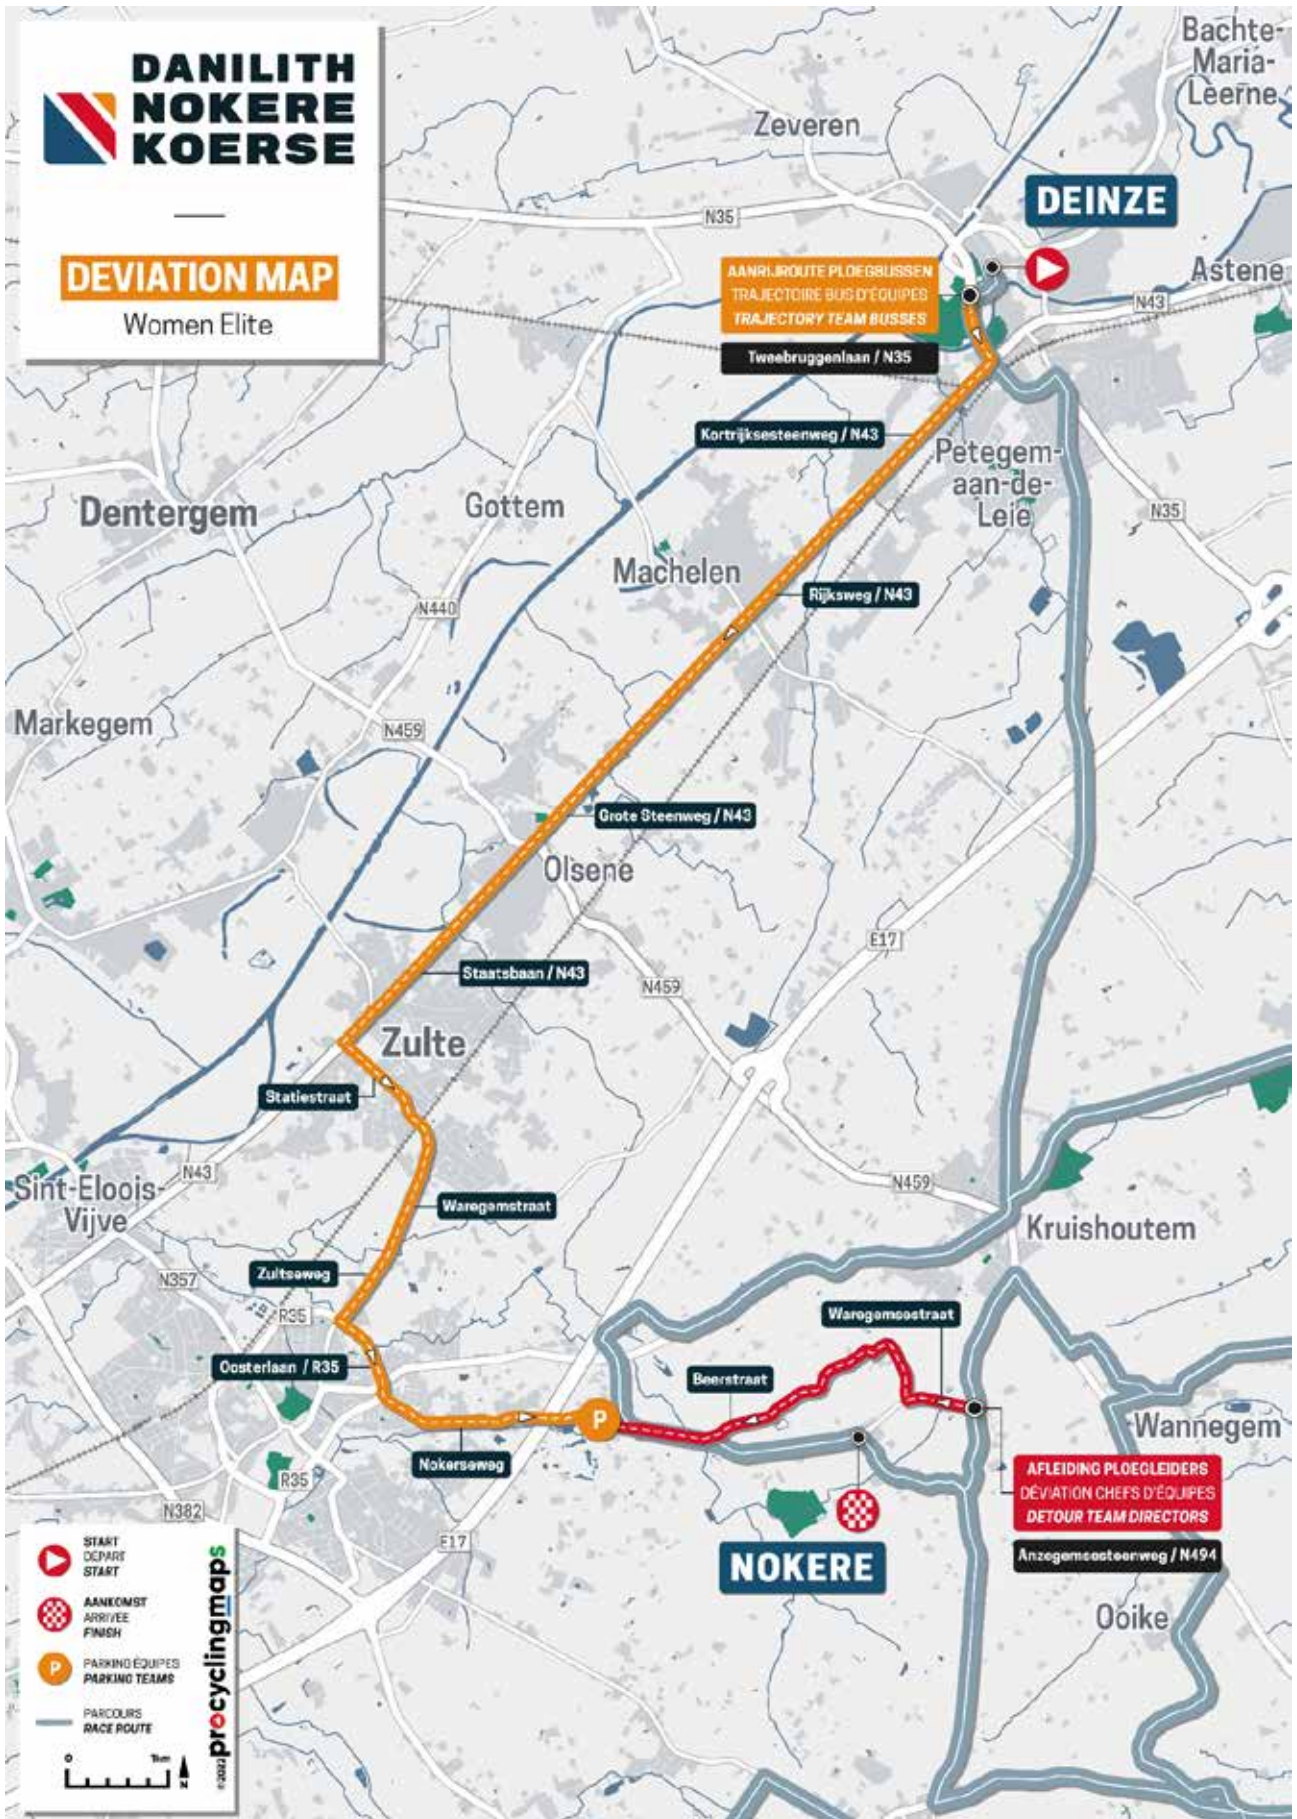 DANILITH
NOKERE
KOERSE
DEVIATION MAP
Women Elite
Bachte-
Maria-
Leerne
Zeveren
DEINZE
N35
AANRIJROUTE PLOEGBUSSEN
TRAJECTOIRE BUS D'ÉQUIPES
TRAJECTORY TEAM BUSSES
Tweebruggenlaan / N35
Astene
N43
Kortrijksesteenweg / N43
Petegem-
aan-de-
Leie
N35
Dentergem
Gottem
Machelen
Rijksweg / N43
N440
Markegem
N459
Grote Steenweg / N43
Olsene
E17
Staatsbaan / N43
N459
Zulte
Statiestraat
N43
Sint-Eloois-
Vijve
N459
Waregemstraat
Kruishoutem
Zultseweg
N357
R35
Waregemsestraat
Oosterlaan / R35
Beerstraat
P
Wannegem
Nokerseweg
R35
AFLEIDING PLOEGLEIDERS
DÉVIATION CHEFS D'ÉQUIPES
DETOUR TEAM DIRECTORS
Anzegemsesteenweg / N494
N382
E17
NOKERE
Ooike
START
DÉPART
START
AANKOMST
ARRIVÉE
FINISH
P
PARKING ÉQUIPES
PARKING TEAMS
PARCOURS
RACE ROUTE
0 1km
N
©2022 procyclingmaps